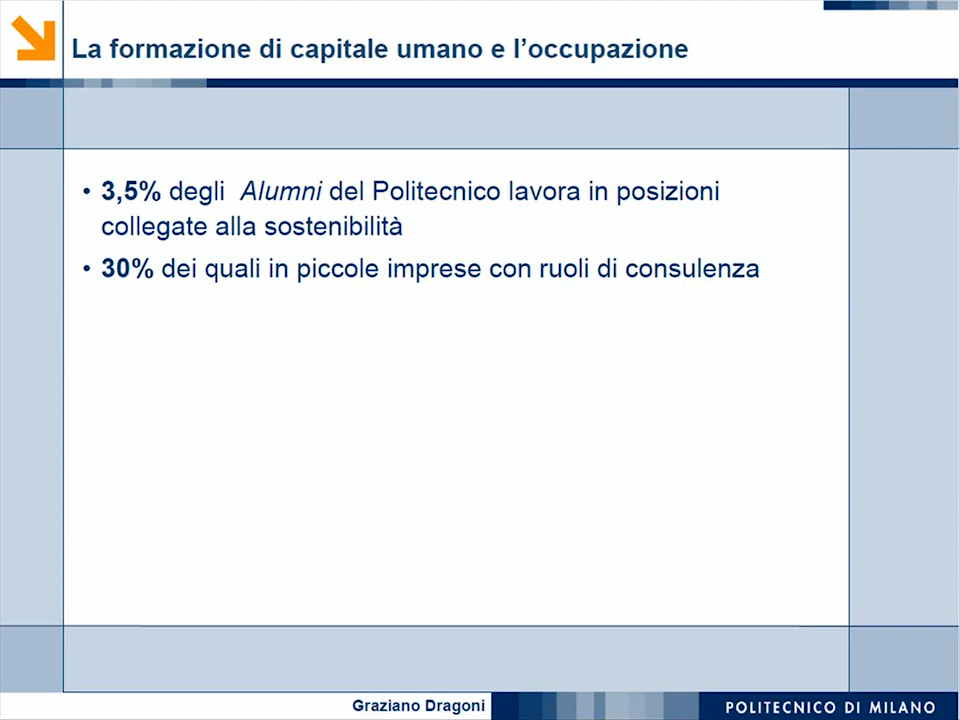 La formazione di capitale umano e l’occupazione
• 3,5% degli Alumni del Politecnico lavora in posizioni
collegate alla sostenibilità
• 30% dei quali in piccole imprese con ruoli di consulenza
Graziano Dragoni
POLITECNICO DI MILANO